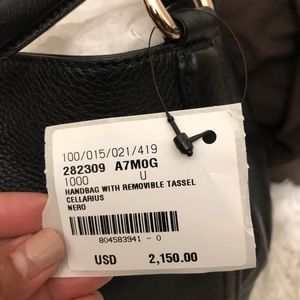 100/015/021/419
282309 A7M0G
1000 U
HANDBAG WITH REMOVIBLE TASSEL
CELLARIUS
NERO
804583941 - 0
USD 2,150.00